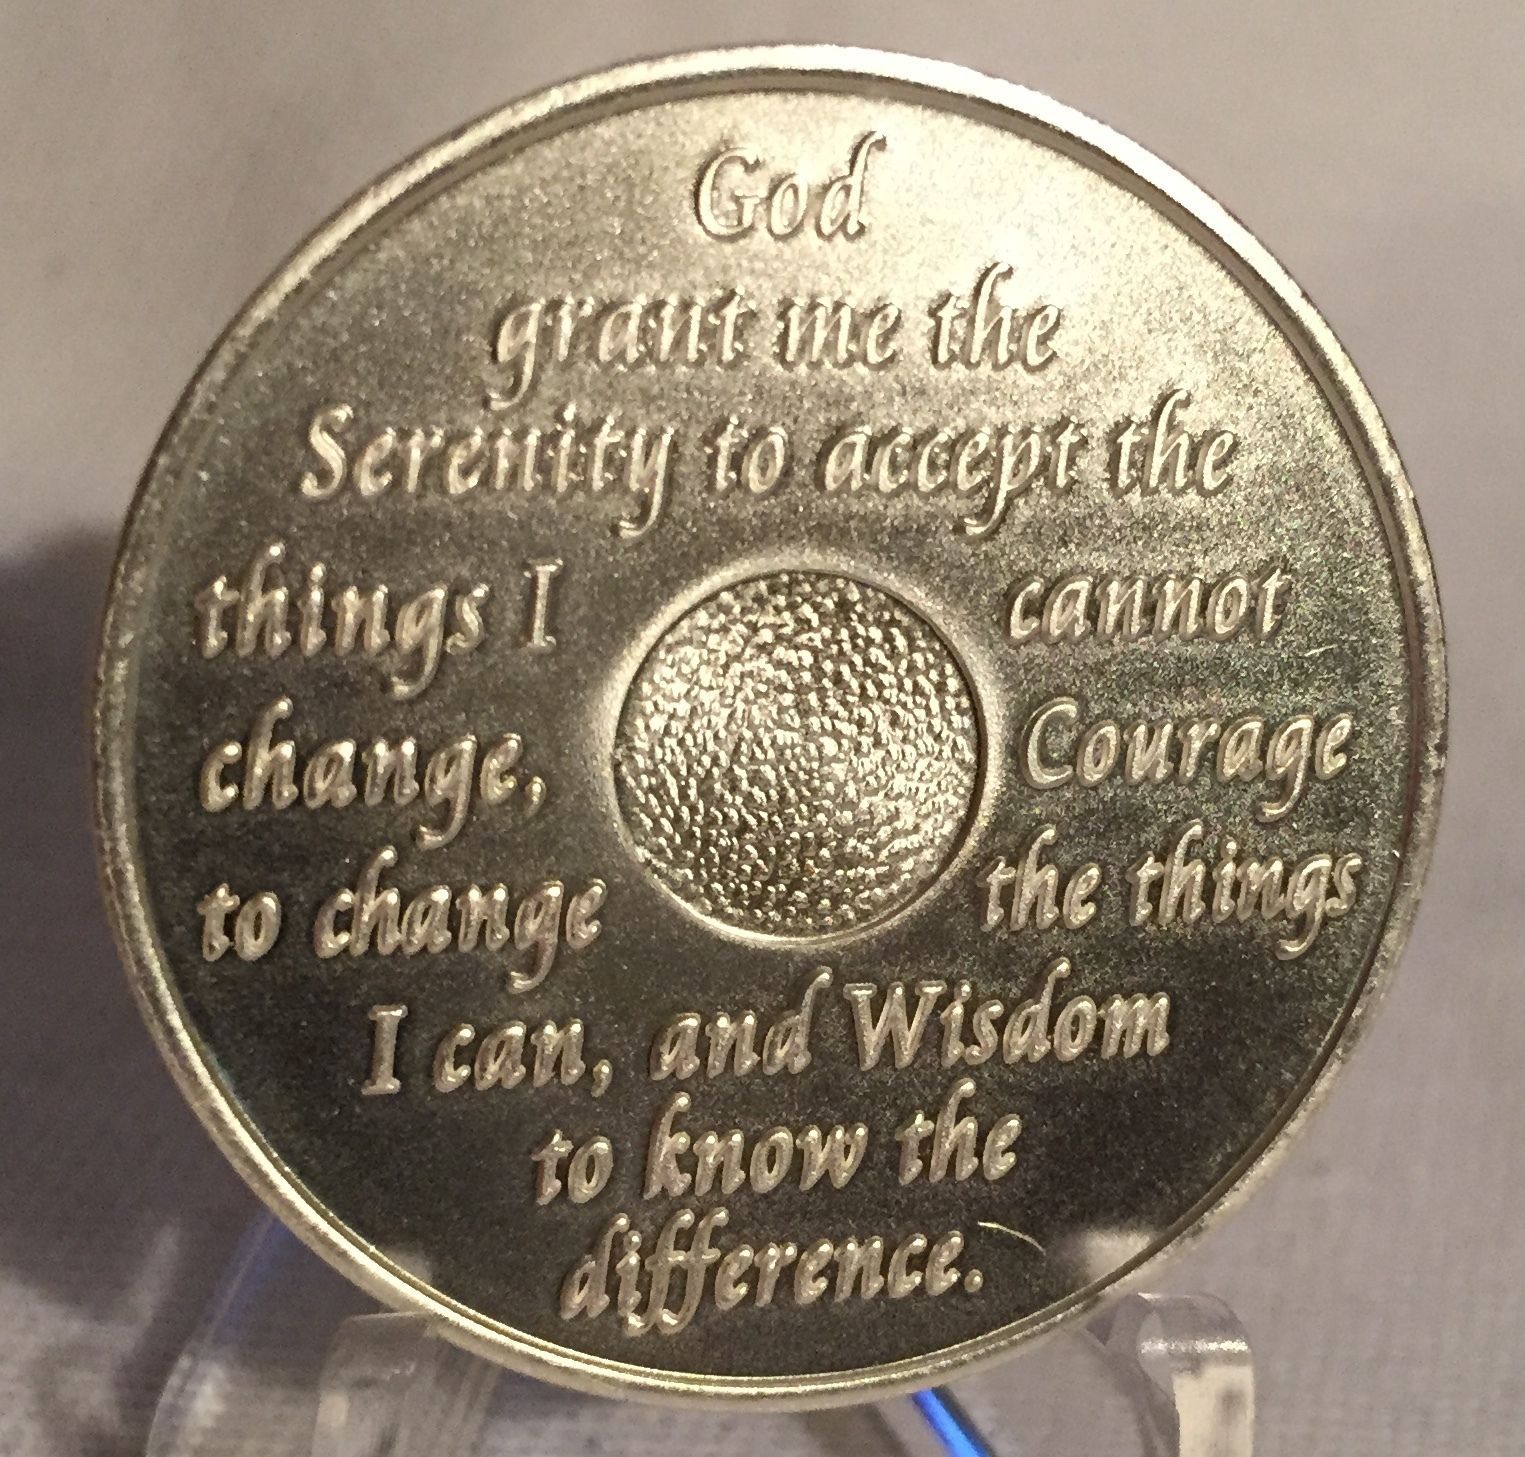 God
grant me the
Serenity to accept the
things I cannot
change, Courage
to change the things
I can, and Wisdom
to know the
difference.